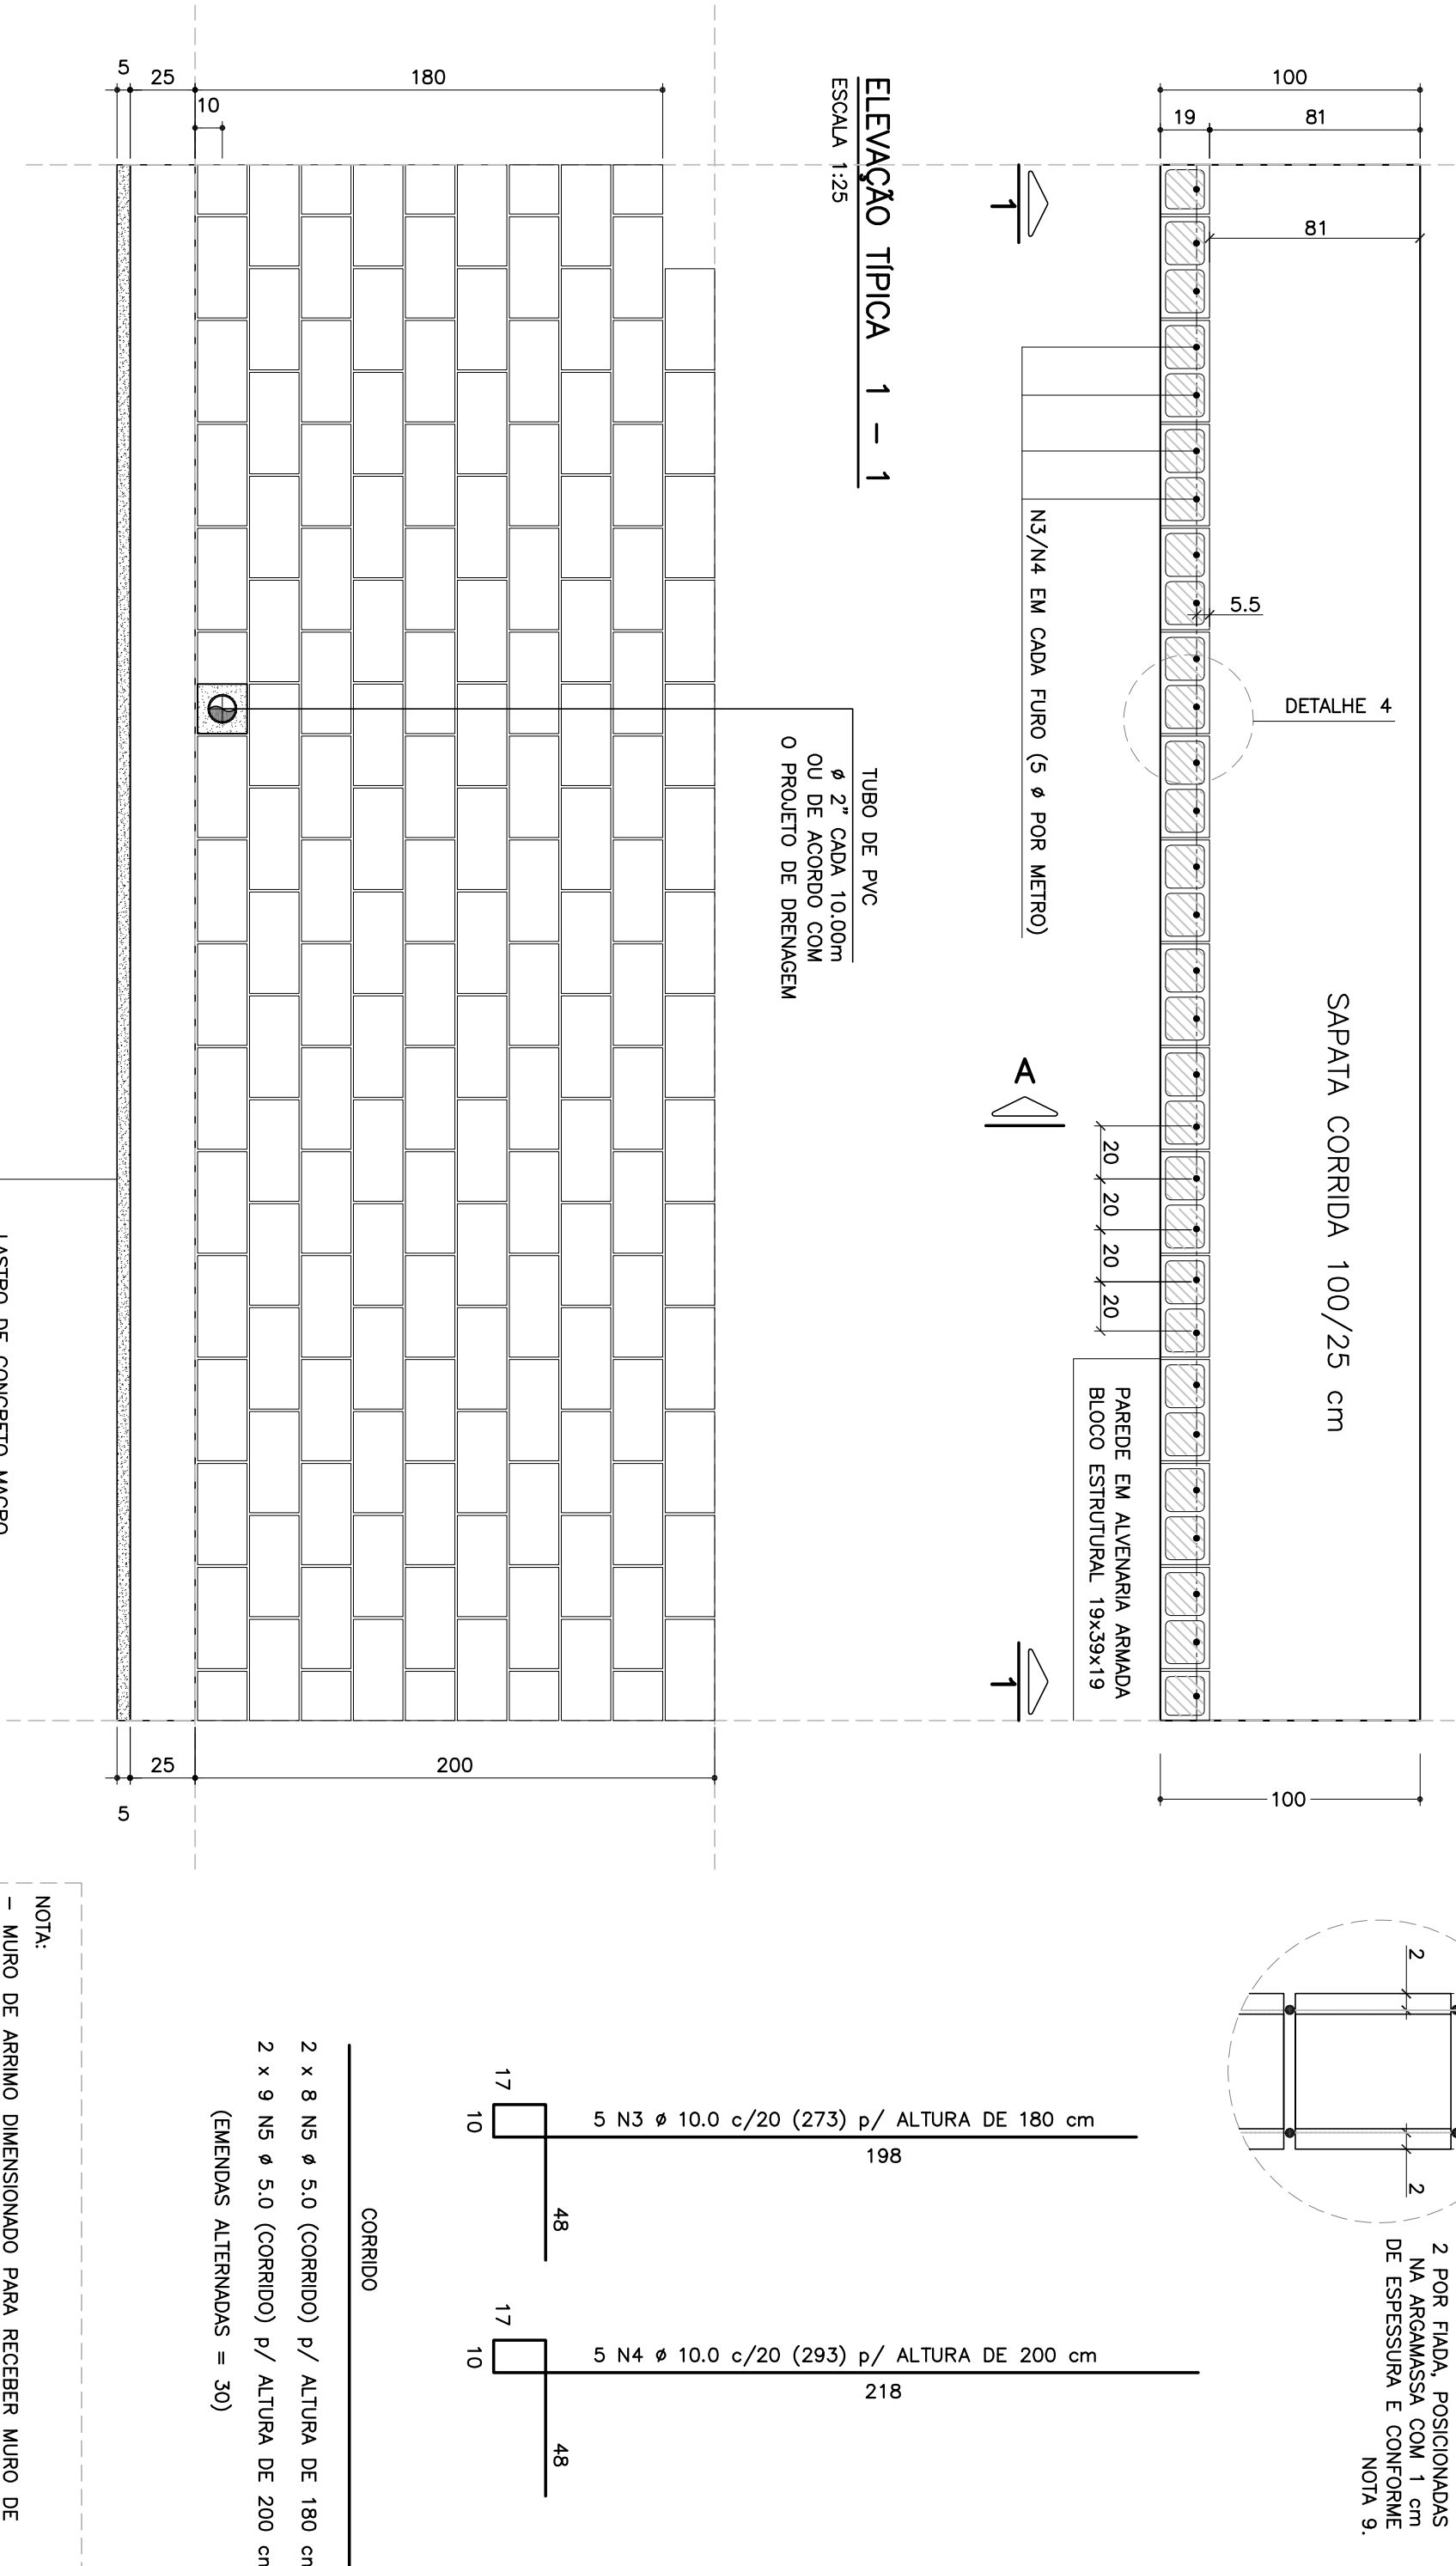 100
19
81
81
1
1
N3/N4 EM CADA FURO (5 ø POR METRO)
5.5
DETALHE 4
SAPATA CORRIDA 100/25 cm
A
20
20
20
20
PAREDE EM ALVENARIA ARMADA
BLOCO ESTRUTURAL 19x39x19
100
ELEVAÇÃO TÍPICA 1 – 1
ESCALA 1:25
TUBO DE PVC
ø 2" CADA 10.00m
OU DE ACORDO COM
O PROJETO DE DRENAGEM
5
25
180
10
25
200
5
LASTRO DE CONCRETO MAGRO
2
2
2 POR FIADA, POSICIONADAS
NA ARGAMASSA COM 1 cm
DE ESPESSURA E CONFORME
NOTA 9.
5 N3 ø 10.0 c/20 (273) p/ ALTURA DE 180 cm
198
17
10
48
5 N4 ø 10.0 c/20 (293) p/ ALTURA DE 200 cm
218
17
10
48
CORRIDO
2 x 8 N5 ø 5.0 (CORRIDO) p/ ALTURA DE 180 cm
2 x 9 N5 ø 5.0 (CORRIDO) p/ ALTURA DE 200 cm
(EMENDAS ALTERNADAS = 30)
NOTA:
– MURO DE ARRIMO DIMENSIONADO PARA RECEBER MURO DE